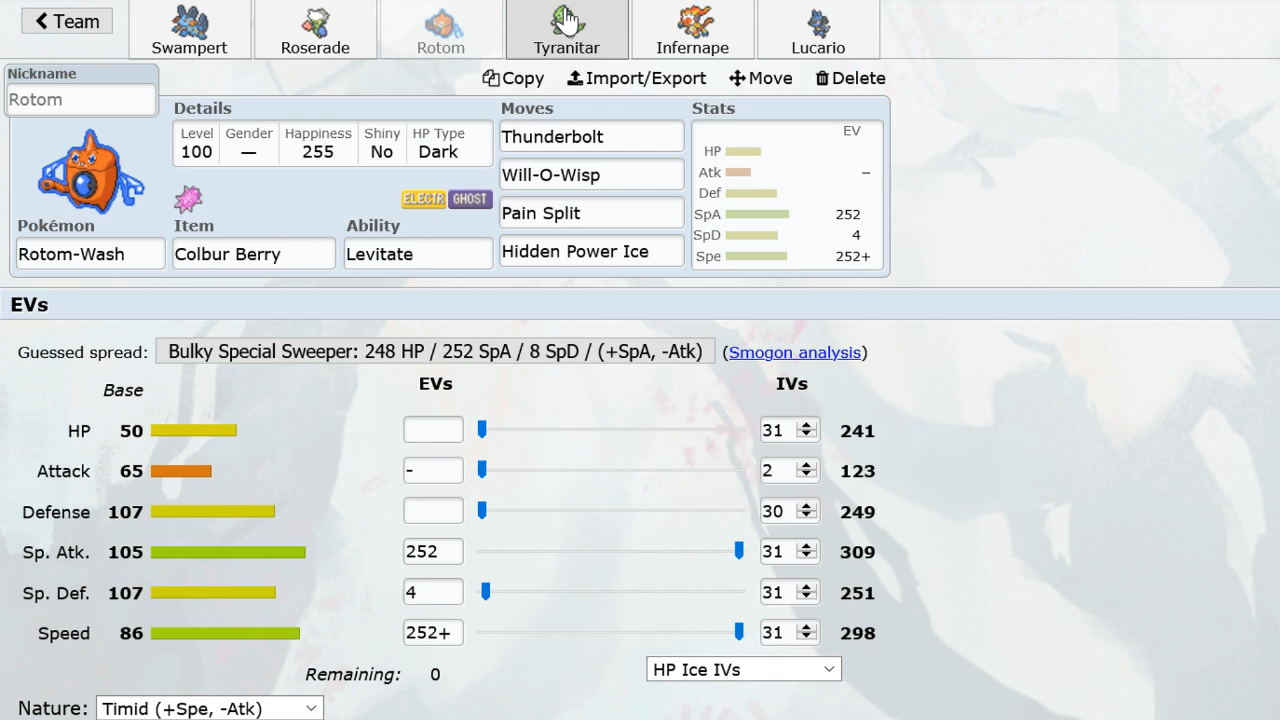 Team
Swampert
Roserade
Rotom
Tyranitar
Infernape
Lucario
Nickname
Rotom
Copy
Import/Export
Move
Delete
Details
Moves
Stats
Level Gender Happiness Shiny HP Type
100 — 255 No Dark
Thunderbolt
Will-O-Wisp
Pain Split
Hidden Power Ice
EV
HP
Atk –
Def
SpA 252
SpD 4
Spe 252+
ELECTR GHOST
Pokémon
Item
Ability
Rotom-Wash
Colbur Berry
Levitate
EVs
Guessed spread: Bulky Special Sweeper: 248 HP / 252 SpA / 8 SpD / (+SpA, -Atk) (Smogon analysis)
Base EVs IVs
HP 50 31 241
Attack 65 - 2 123
Defense 107 30 249
Sp. Atk. 105 252 31 309
Sp. Def. 107 4 31 251
Speed 86 252+ 31 298
Remaining: 0 HP Ice IVs
Nature: Timid (+Spe, -Atk)